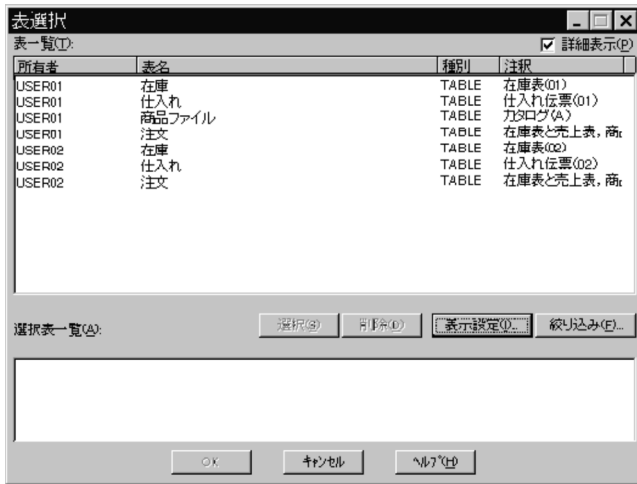 表選択
表一覧(T):
詳細表示(P)
所有者 表名 種別 注釈
USER01 在庫 TABLE 在庫表(01)
USER01 仕入れ TABLE 仕入れ伝票(01)
USER01 商品ファイル TABLE カタログ(A)
USER01 注文 TABLE 在庫表と売上表，商
USER02 在庫 TABLE 在庫表(02)
USER02 仕入れ TABLE 仕入れ伝票(02)
USER02 注文 TABLE 在庫表と売上表，商
選択表一覧(A):
選択(S) 削除(D) 表示設定(I)... 絞り込み(F)...
OK キャンセル ヘルプ(H)